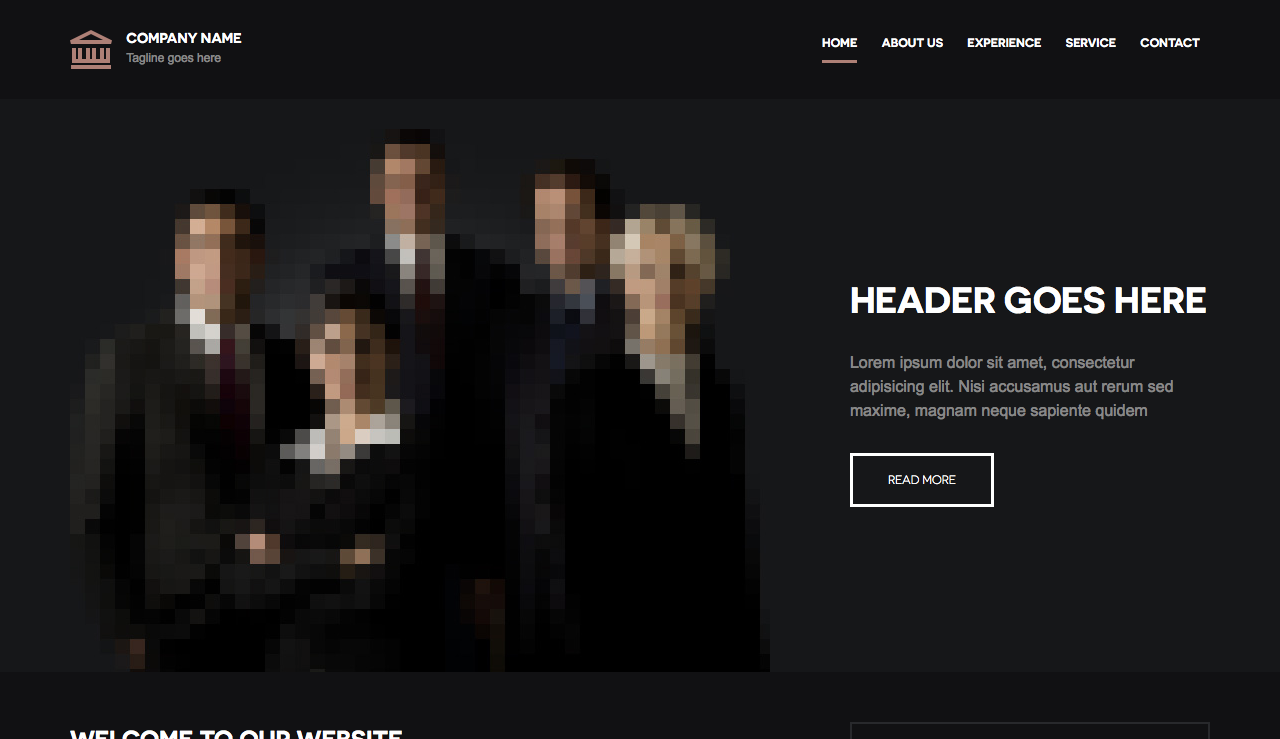 COMPANY NAME
Tagline goes here
HOME ABOUT US EXPERIENCE SERVICE CONTACT
HEADER GOES HERE
Lorem ipsum dolor sit amet, consectetur
adipisicing elit. Nisi accusamus aut rerum sed
maxime, magnam neque sapiente quidem
READ MORE
WELCOME TO OUR WEBSITE